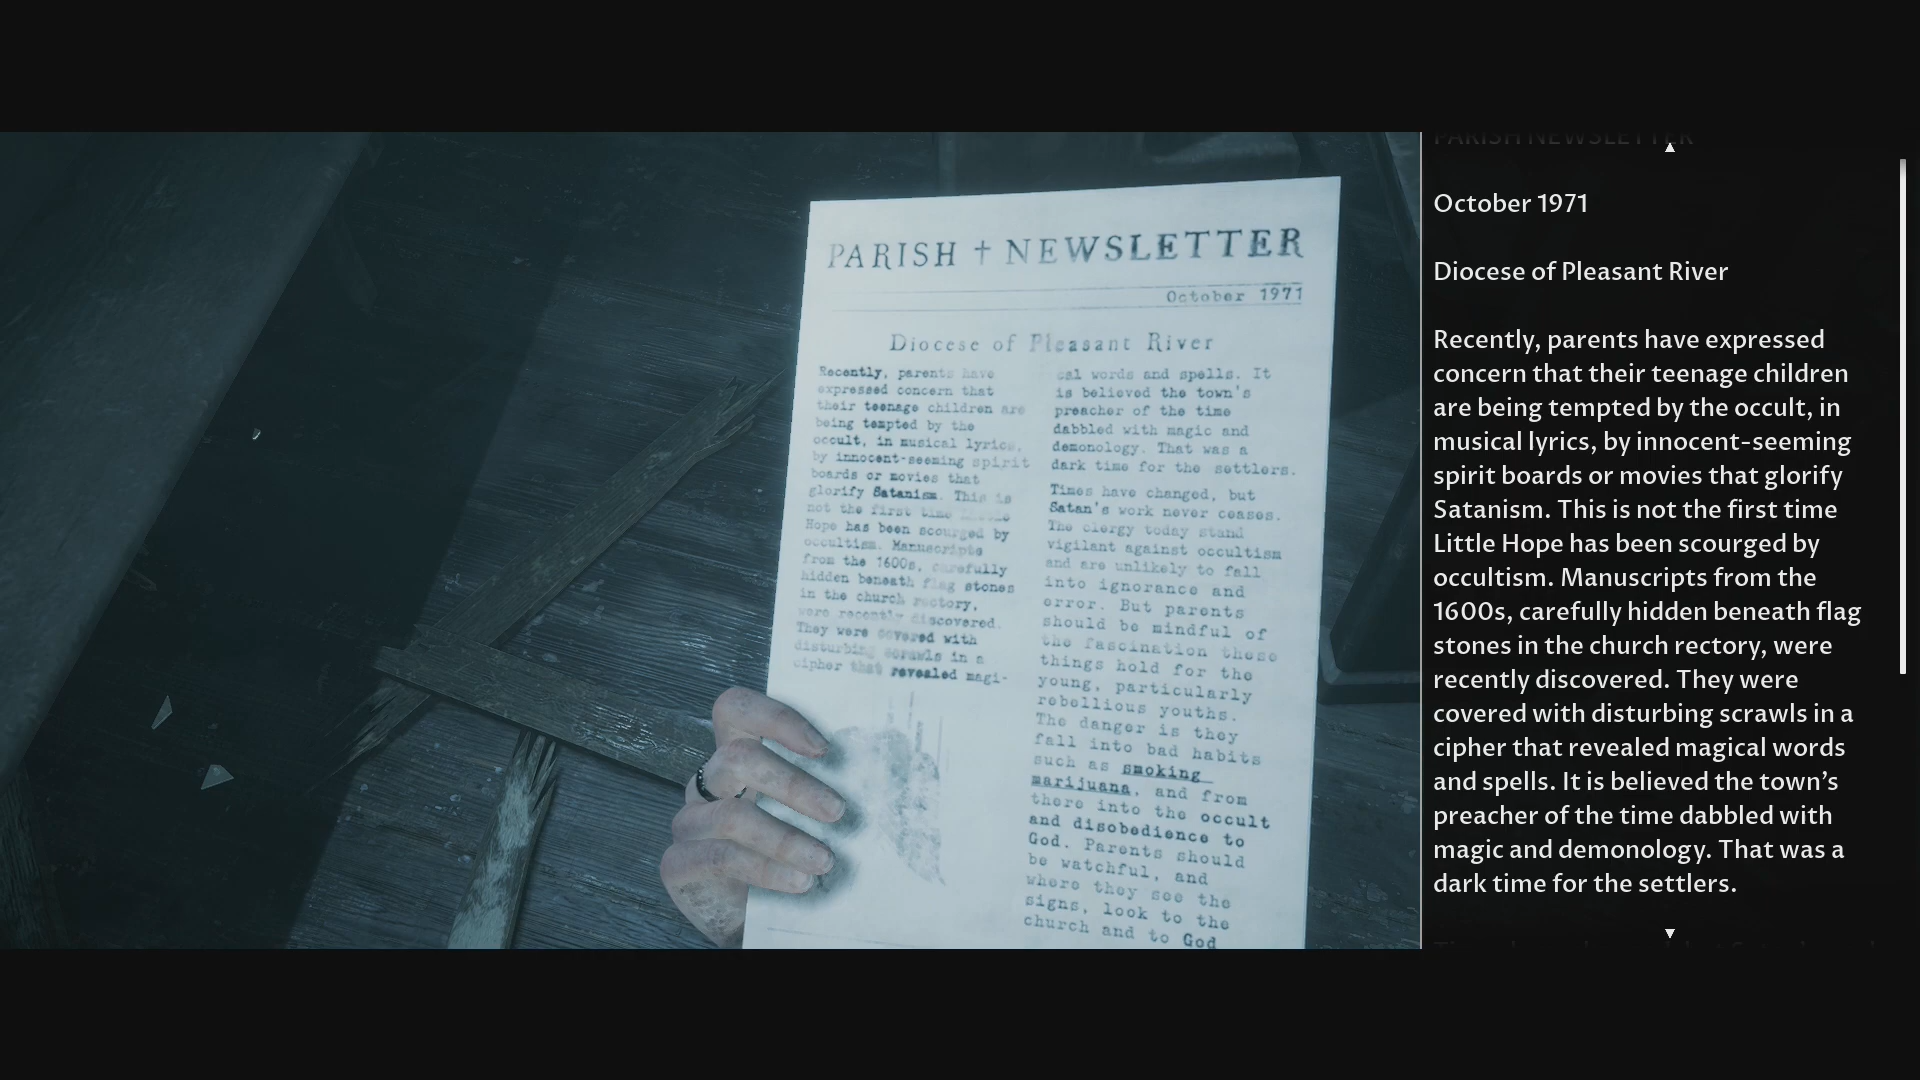 PARISH † NEWSLETTER
October 1971
Diocese of Pleasant River
Recently, parents have
expressed concern that
their teenage children are
being tempted by the
occult, in musical lyrics,
by innocent-seeming spirit
boards or movies that
glorify Satanism. This is
not the first time Little
Hope has been scourged by
occultism. Manuscripts
from the 1600s, carefully
hidden beneath flag stones
in the church rectory,
were recently discovered.
They were covered with
disturbing scrawls in a
cipher that revealed magi-
cal words and spells. It
is believed the town's
preacher of the time
dabbled with magic and
demonology. That was a
dark time for the settlers.
Times have changed, but
Satan's work never ceases.
The clergy today stand
vigilant against occultism
and are unlikely to fall
into ignorance and
error. But parents
should be mindful of
the fascination these
things hold for the
young, particularly
rebellious youths.
The danger is they
fall into bad habits
such as smoking
marijuana, and from
there into the occult
and disobedience to
God. Parents should
be watchful, and
where they see the
signs, look to the
church and to God
PARISH NEWSLETTER
October 1971
Diocese of Pleasant River
Recently, parents have expressed
concern that their teenage children
are being tempted by the occult, in
musical lyrics, by innocent-seeming
spirit boards or movies that glorify
Satanism. This is not the first time
Little Hope has been scourged by
occultism. Manuscripts from the
1600s, carefully hidden beneath flag
stones in the church rectory, were
recently discovered. They were
covered with disturbing scrawls in a
cipher that revealed magical words
and spells. It is believed the town’s
preacher of the time dabbled with
magic and demonology. That was a
dark time for the settlers.